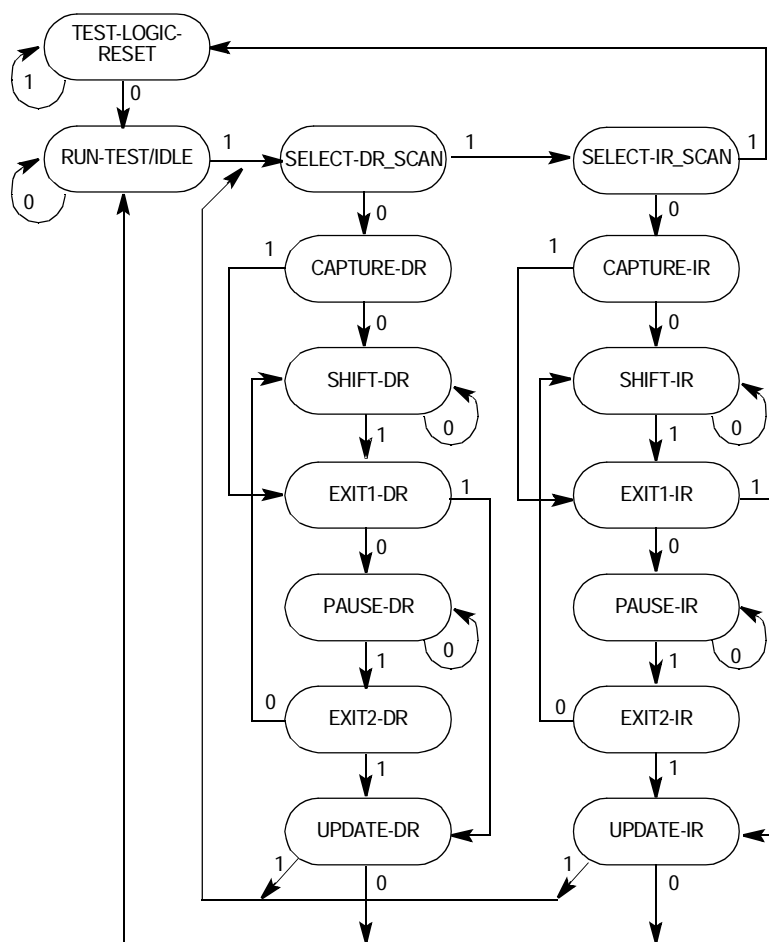 TEST-LOGIC-
RESET
1
0
RUN-TEST/IDLE
0
1
SELECT-DR_SCAN
1
SELECT-IR_SCAN
1
0
0
1
CAPTURE-DR
1
CAPTURE-IR
0
0
SHIFT-DR
0
SHIFT-IR
0
1
1
EXIT1-DR
1
EXIT1-IR
1
0
0
PAUSE-DR
0
PAUSE-IR
0
1
1
0
EXIT2-DR
0
EXIT2-IR
1
1
UPDATE-DR
UPDATE-IR
1
0
1
0